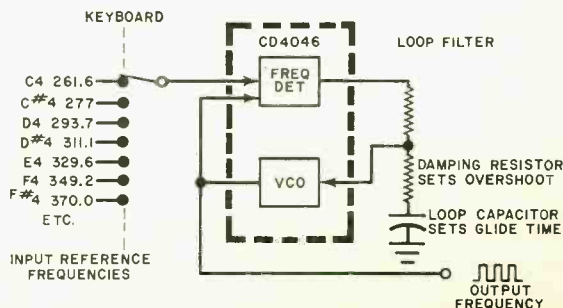 KEYBOARD
CD4046
LOOP FILTER
C4 261.6
C#4 277
D4 293.7
D#4 311.1
E4 329.6
F4 349.2
F#4 370.0
ETC.
INPUT REFERENCE
FREQUENCIES
FREQ
DET
VCO
DAMPING RESISTOR
SETS OVERSHOOT
LOOP CAPACITOR
SETS GLIDE TIME
OUTPUT
FREQUENCY